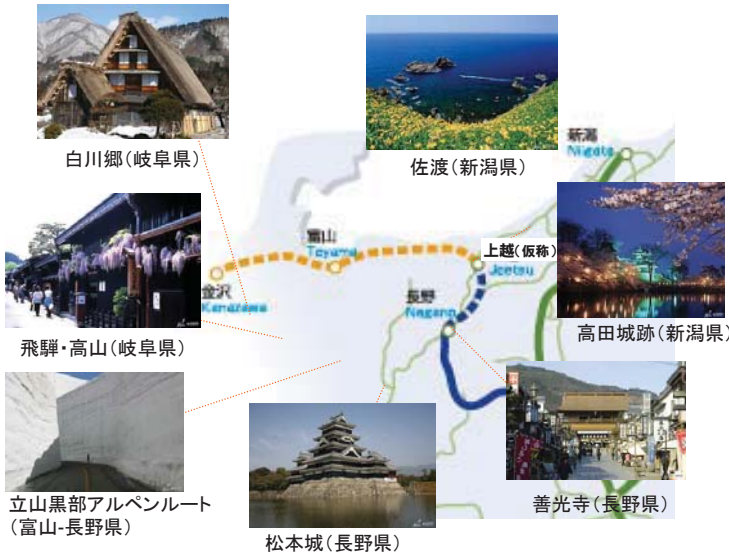 白川郷(岐阜県)
佐渡(新潟県)
新潟
Niigata
富山
Toyama
上越(仮称)
Joetsu
金沢
Kanazawa
長野
Nagano
飛騨・高山(岐阜県)
高田城跡(新潟県)
立山黒部アルペンルート
(富山-長野県)
松本城(長野県)
善光寺(長野県)